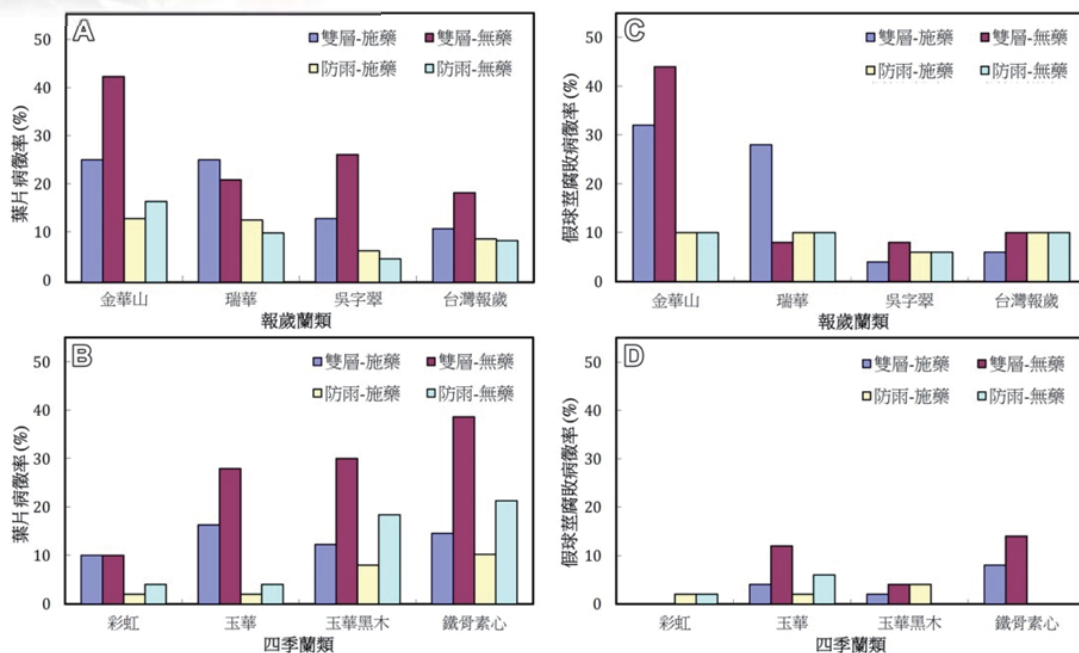 A
雙層-施藥 雙層-無藥
防雨-施藥 防雨-無藥
葉片病徵率(%)
50
40
30
20
10
0
金華山 瑞華 吳字翠 台灣報歲
報歲蘭類
C
雙層-施藥 雙層-無藥
防雨-施藥 防雨-無藥
假球莖腐敗病徵率(%)
50
40
30
20
10
0
金華山 瑞華 吳字翠 台灣報歲
報歲蘭類
B
雙層-施藥 雙層-無藥
防雨-施藥 防雨-無藥
葉片病徵率(%)
50
40
30
20
10
0
彩虹 玉華 玉華黑木 鐵骨素心
四季蘭類
D
雙層-施藥 雙層-無藥
防雨-施藥 防雨-無藥
假球莖腐敗病徵率(%)
50
40
30
20
10
0
彩虹 玉華 玉華黑木 鐵骨素心
四季蘭類